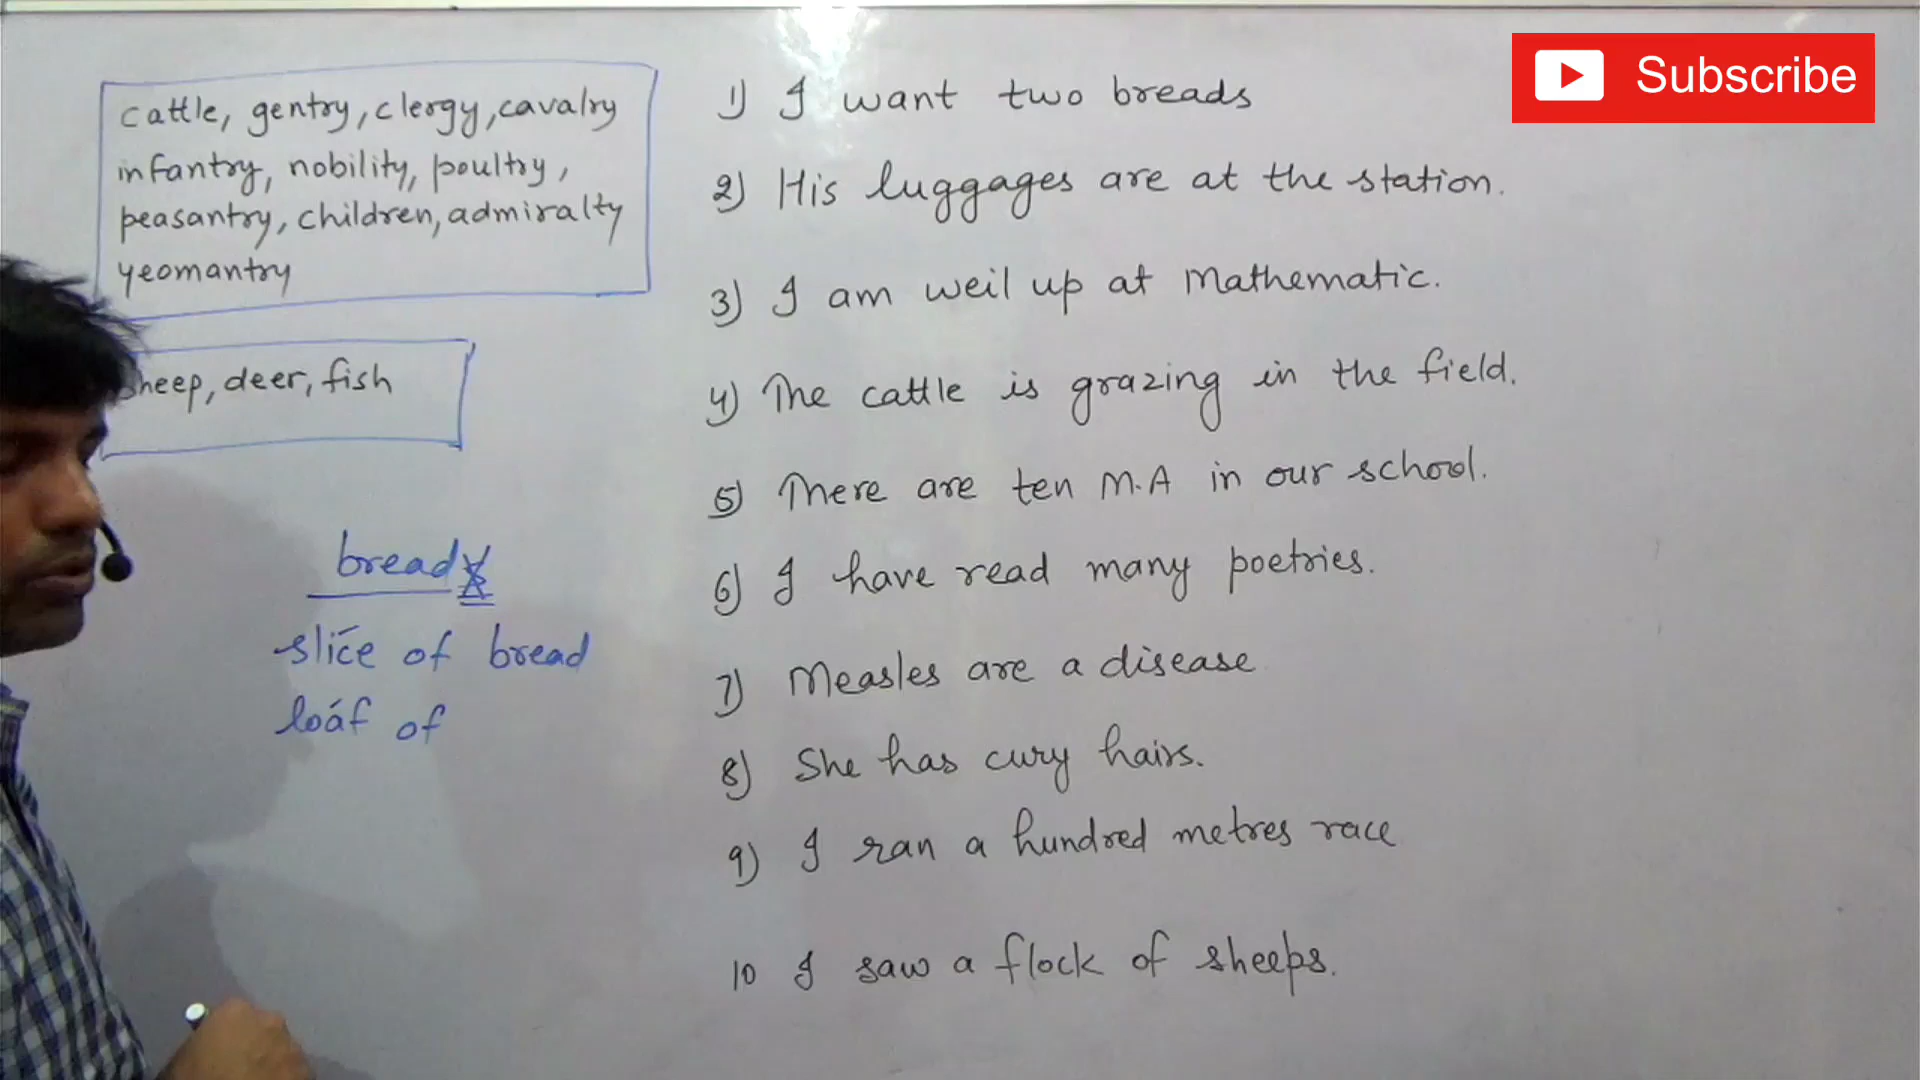 cattle, gentry, clergy, cavalry
infantry, nobility, poultry,
peasantry, children, admiralty
yeomantry
sheep, deer, fish
bread
slice of bread
loaf of
1) I want two breads
2) His luggages are at the station.
3) I am weil up at Mathematic.
4) The cattle is grazing in the field.
5) There are ten M.A in our school.
6) I have read many poetries.
7) Measles are a disease
8) She has cury hairs.
9) I ran a hundred metres race
10 I saw a flock of sheeps.
Subscribe